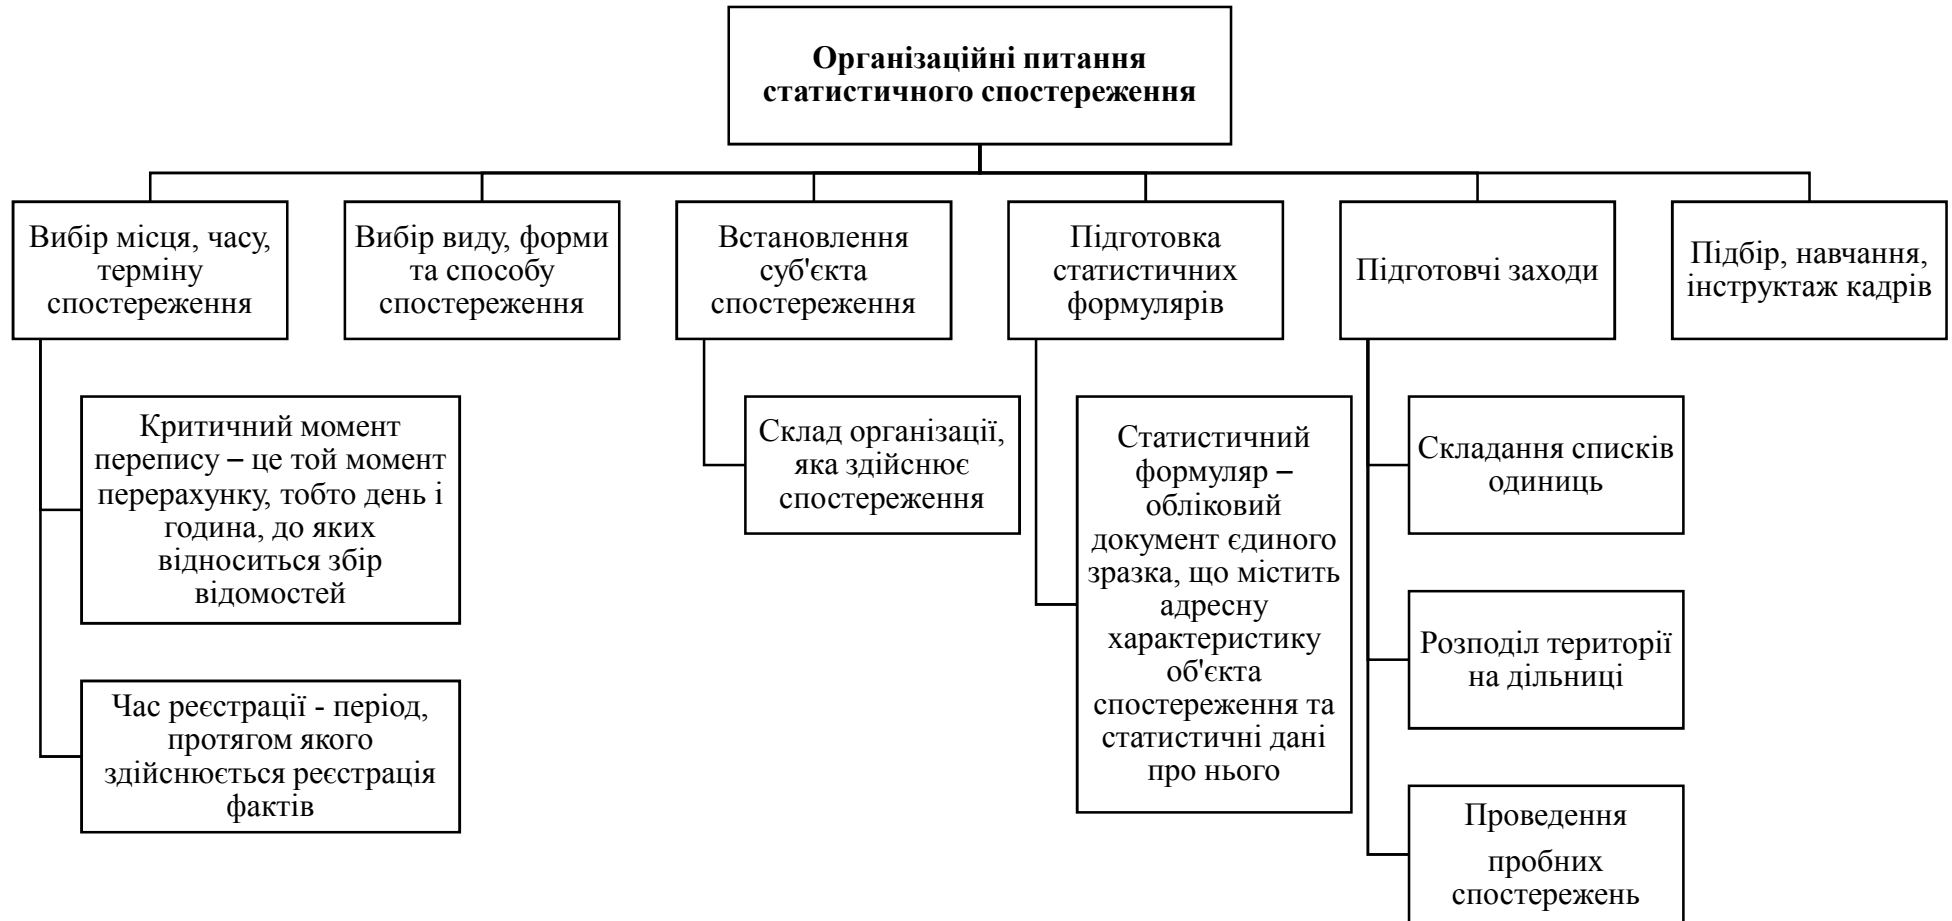 Організаційні питання
статистичного спостереження
Вибір місця, часу,
терміну
спостереження
Вибір виду, форми
та способу
спостереження
Встановлення
суб'єкта
спостереження
Підготовка
статистичних
формулярів
Підготовчі заходи
Підбір, навчання,
інструктаж кадрів
Критичний момент
перепису – це той момент
перерахунку, тобто день і
година, до яких
відноситься збір
відомостей
Час реєстрації - період,
протягом якого
здійснюється реєстрація
фактів
Склад організації,
яка здійснює
спостереження
Статистичний
формуляр –
обліковий
документ єдиного
зразка, що містить
адресну
характеристику
об'єкта
спостереження та
статистичні дані
про нього
Складання списків
одиниць
Розподіл території
на дільниці
Проведення
пробних
спостережень